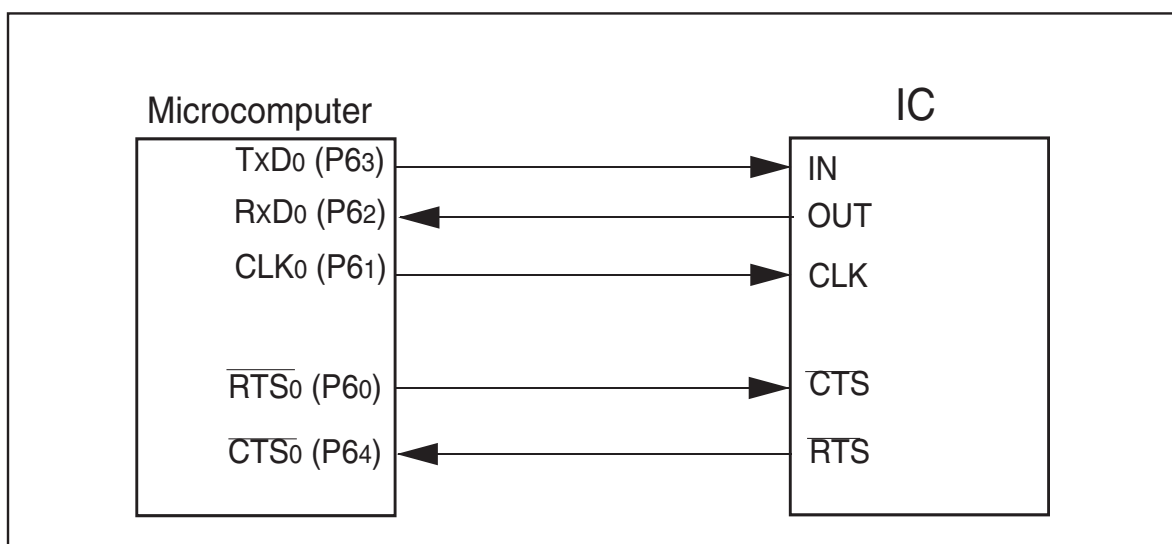 Microcomputer
IC
TxD0 (P63)
IN
RxD0 (P62)
OUT
CLK0 (P61)
CLK
RTS0 (P60)
CTS
CTS0 (P64)
RTS